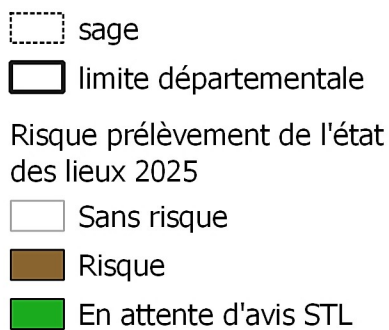 sage
limite départementale
Risque prélèvement de l'état
des lieux 2025
Sans risque
Risque
En attente d'avis STL